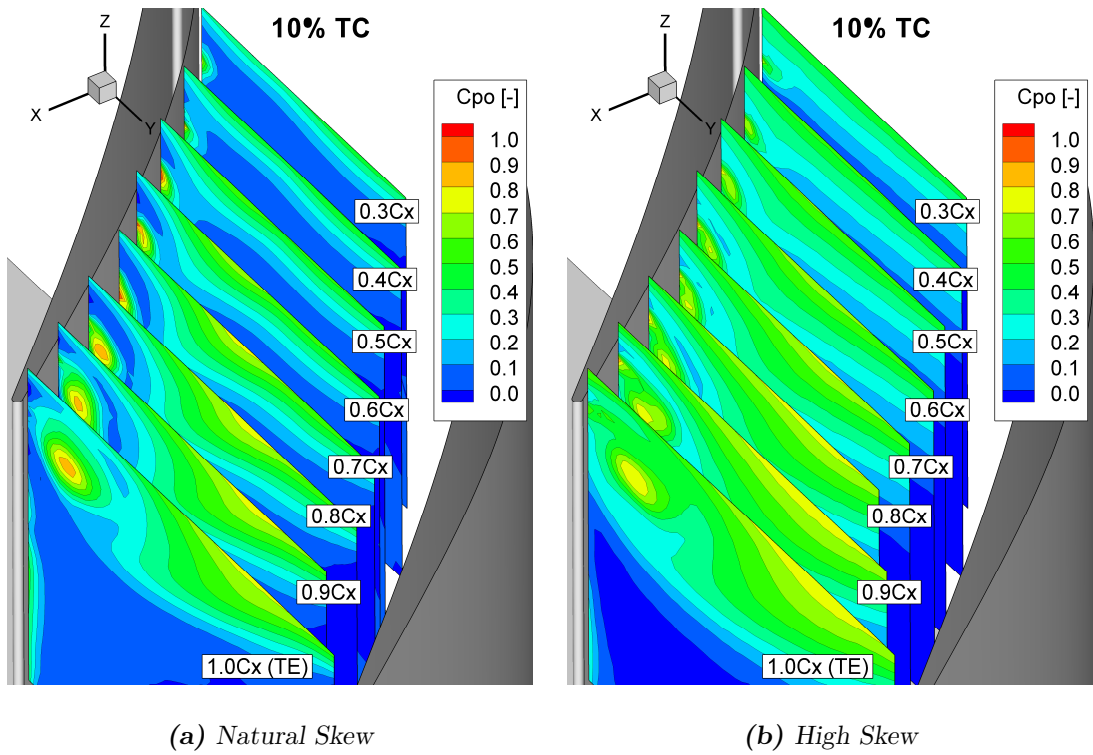 10% TC
Z
X
Y
Cpo [-]
1.0
0.9
0.8
0.7
0.6
0.5
0.4
0.3
0.2
0.1
0.0
0.3Cx
0.4Cx
0.5Cx
0.6Cx
0.7Cx
0.8Cx
0.9Cx
1.0Cx (TE)
(a) Natural Skew
10% TC
Z
X
Y
Cpo [-]
1.0
0.9
0.8
0.7
0.6
0.5
0.4
0.3
0.2
0.1
0.0
0.3Cx
0.4Cx
0.5Cx
0.6Cx
0.7Cx
0.8Cx
0.9Cx
1.0Cx (TE)
(b) High Skew